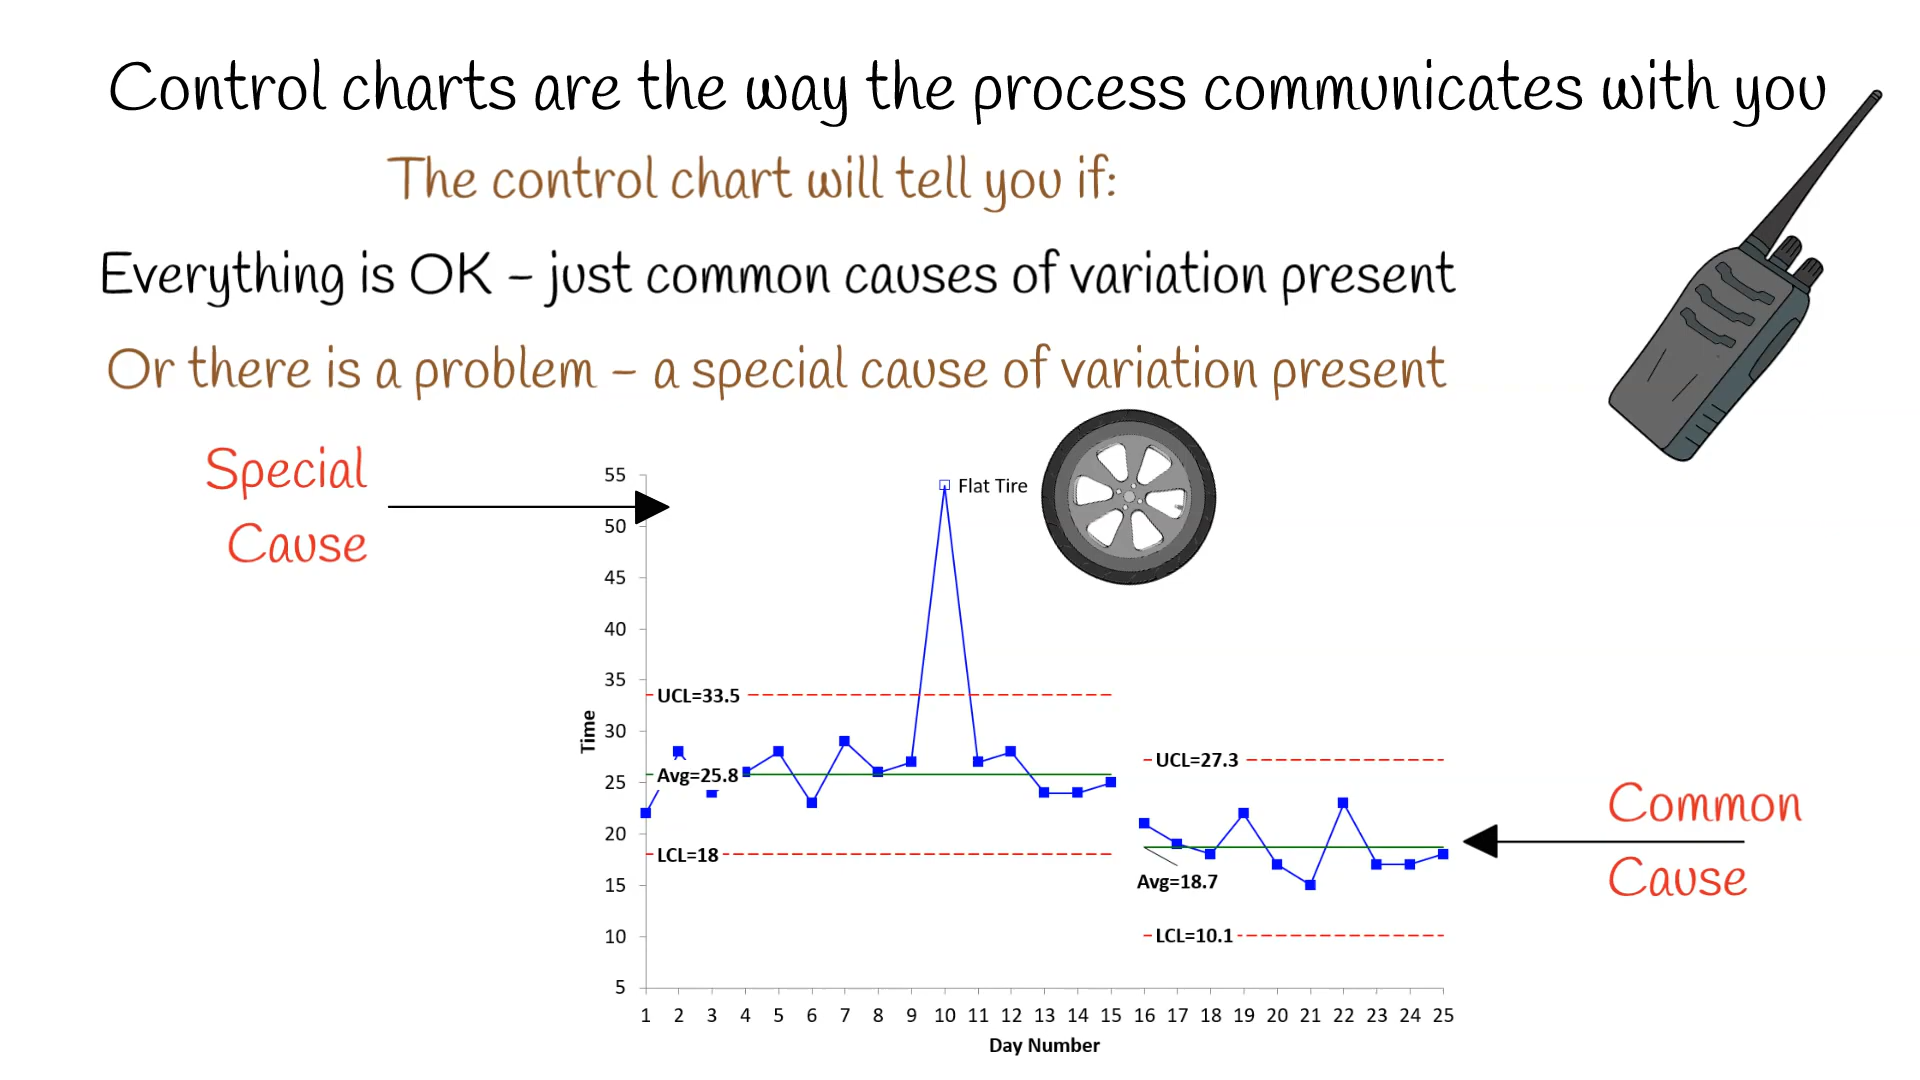 Control charts are the way the process communicates with you
The control chart will tell you if:
Everything is OK – just common causes of variation present
Or there is a problem – a special cause of variation present
Special
Cause
55
50
45
40
35
30
25
20
15
10
5
Time
Flat Tire
UCL=33.5
Avg=25.8
LCL=18
UCL=27.3
Avg=18.7
LCL=10.1
Common
Cause
1 2 3 4 5 6 7 8 9 10 11 12 13 14 15 16 17 18 19 20 21 22 23 24 25
Day Number